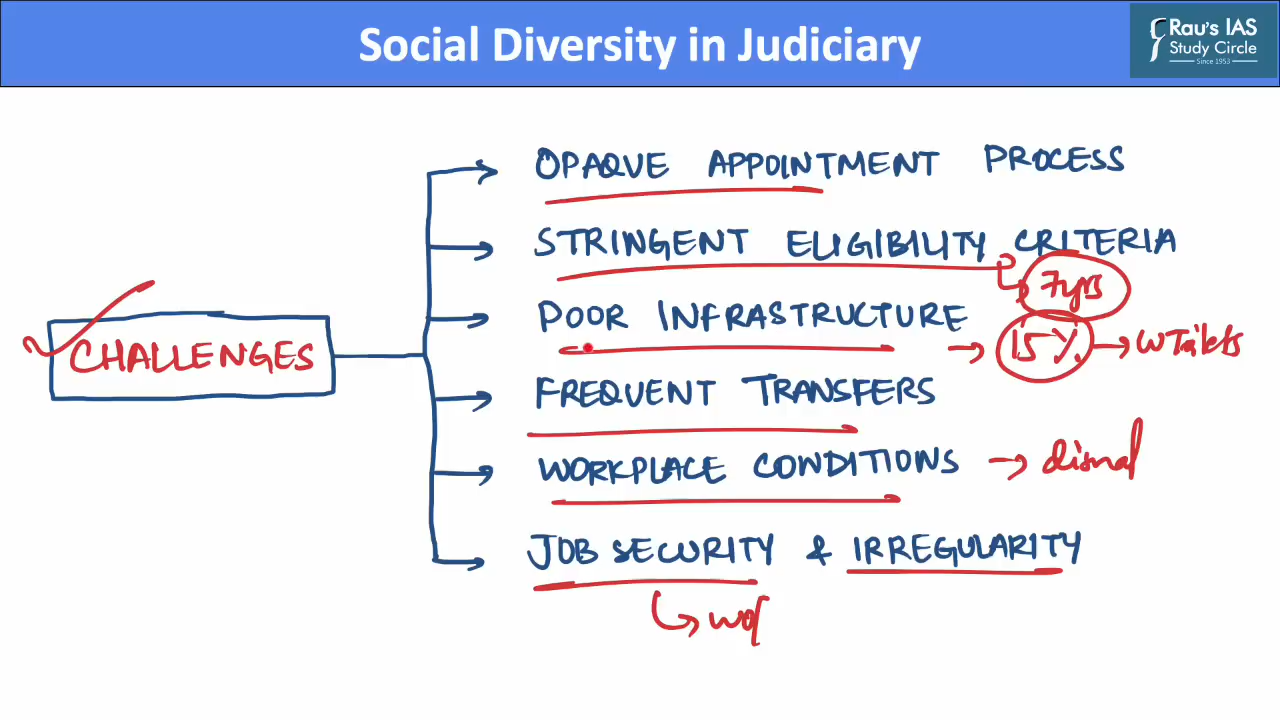 Social Diversity in Judiciary
Rau's IAS
Study Circle
Since 1953
OPAQUE APPOINTMENT PROCESS
STRINGENT ELIGIBILITY CRITERIA
7yrs
POOR INFRASTRUCTURE
15% → w Toilets
CHALLENGES
FREQUENT TRANSFERS
WORKPLACE CONDITIONS → dismal
JOB SECURITY & IRREGULARITY